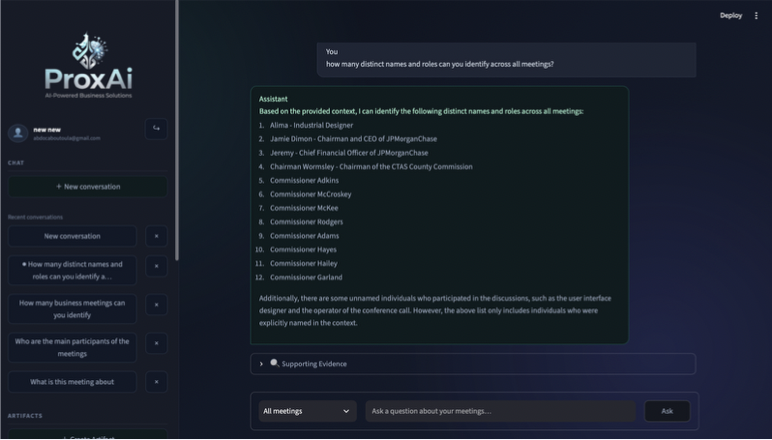 Deploy
ProxAi
AI-Powered Business Solutions
new new
CHAT
+ New conversation
Recent conversations
New conversation
×
How many distinct names and
roles can you identify a...
×
How many business meetings can
you identify
×
Who are the main participants of the
meetings
×
What is this meeting about
×
ARTIFACTS
+ Create Artifact
You
how many distinct names and roles can you identify across all meetings?
Assistant
Based on the provided context, I can identify the following distinct names and roles across all meetings:
1. Alima - Industrial Designer
2. Jamie Dimon - Chairman and CEO of JPMorganChase
3. Jeremy - Chief Financial Officer of JPMorganChase
4. Chairman Wormsley - Chairman of the CTAS County Commission
5. Commissioner Adkins
6. Commissioner McCroskey
7. Commissioner McKee
8. Commissioner Rodgers
9. Commissioner Adams
10. Commissioner Hayes
11. Commissioner Hailey
12. Commissioner Garland
Additionally, there are some unnamed individuals who participated in the discussions, such as the user interface
designer and the operator of the conference call. However, the above list only includes individuals who were
explicitly named in the context.
Supporting Evidence
All meetings
Ask a question about your meetings...
Ask